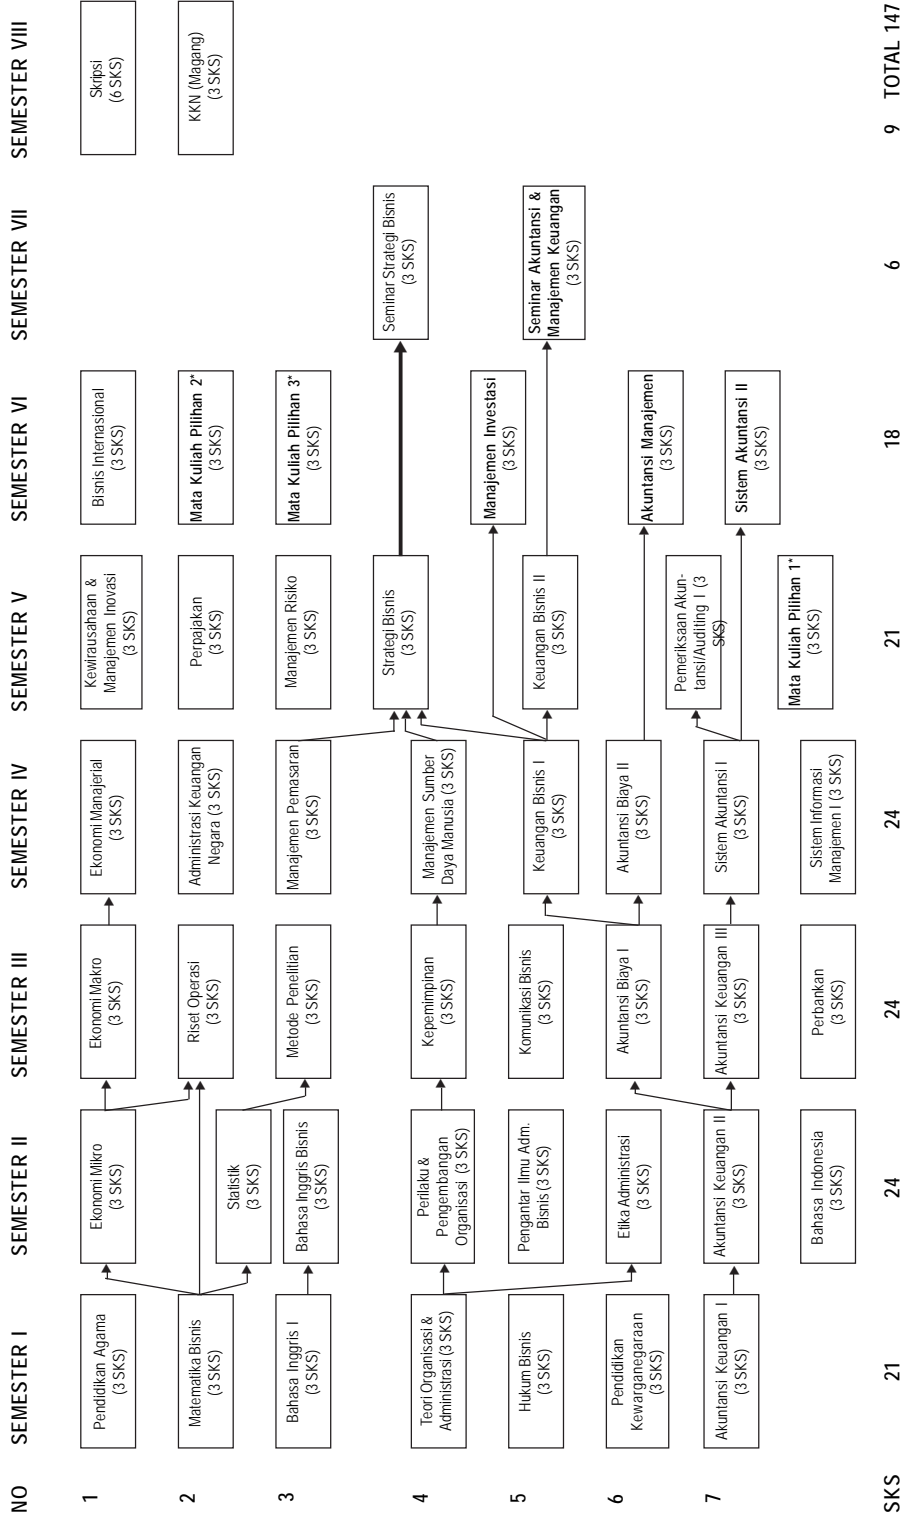 NO
SEMESTER I
SEMESTER II
SEMESTER III
SEMESTER IV
SEMESTER V
SEMESTER VI
SEMESTER VII
SEMESTER VIII
1
Pendidikan Agama
(3 SKS)
Ekonomi Mikro
(3 SKS)
Ekonomi Makro
(3 SKS)
Ekonomi Manajerial
(3 SKS)
Kewirausahaan &
Manajemen Inovasi
(3 SKS)
Bisnis Internasional
(3 SKS)
Skripsi
(6 SKS)
2
Matematika Bisnis
(3 SKS)
Statistik
(3 SKS)
Riset Operasi
(3 SKS)
Administrasi Keuangan
Negara (3 SKS)
Perpajakan
(3 SKS)
Mata Kuliah Pilihan 2*
(3 SKS)
KKN (Magang)
(3 SKS)
3
Bahasa Inggris I
(3 SKS)
Bahasa Inggris Bisnis
(3 SKS)
Metode Penelitian
(3 SKS)
Manajemen Pemasaran
(3 SKS)
Manajemen Risiko
(3 SKS)
Mata Kuliah Pilihan 3*
(3 SKS)
4
Teori Organisasi &
Administrasi (3 SKS)
Perilaku &
Pengembangan
Organisasi (3 SKS)
Kepemimpinan
(3 SKS)
Manajemen Sumber
Daya Manusia (3 SKS)
Strategi Bisnis
(3 SKS)
Seminar Strategi Bisnis
(3 SKS)
5
Hukum Bisnis
(3 SKS)
Pengantar Ilmu Adm.
Bisnis (3 SKS)
Komunikasi Bisnis
(3 SKS)
Keuangan Bisnis I
(3 SKS)
Keuangan Bisnis II
(3 SKS)
Manajemen Investasi
(3 SKS)
Seminar Akuntansi &
Manajemen Keuangan
(3 SKS)
6
Pendidikan
Kewarganegaraan
(3 SKS)
Etika Administrasi
(3 SKS)
Akuntansi Biaya I
(3 SKS)
Akuntansi Biaya II
(3 SKS)
Pemeriksaan Akun-
tansi/Auditing I (3
SKS)
Akuntansi Manajemen
(3 SKS)
7
Akuntansi Keuangan I
(3 SKS)
Akuntansi Keuangan II
(3 SKS)
Akuntansi Keuangan III
(3 SKS)
Sistem Akuntansi I
(3 SKS)
Mata Kuliah Pilihan 1*
(3 SKS)
Sistem Akuntansi II
(3 SKS)
Bahasa Indonesia
(3 SKS)
Perbankan
(3 SKS)
Sistem Informasi
Manajemen I (3 SKS)
SKS
21
24
24
24
21
18
6
9
TOTAL 147